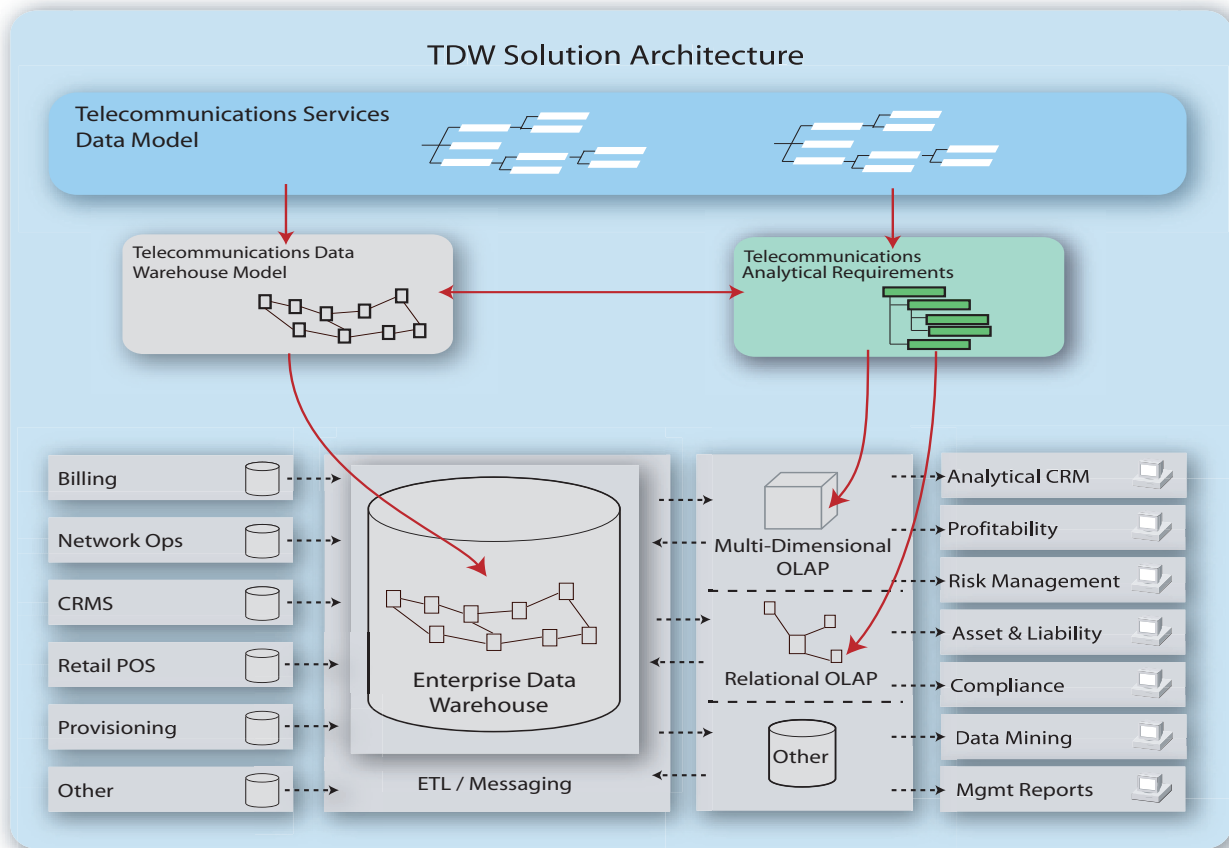 TDW Solution Architecture
Telecommunications Services
Data Model
Telecommunications Data
Warehouse Model
Telecommunications
Analytical Requirements
Billing
Network Ops
CRMS
Retail POS
Provisioning
Other
Enterprise Data
Warehouse
ETL / Messaging
Multi-Dimensional
OLAP
Relational OLAP
Other
Analytical CRM
Profitability
Risk Management
Asset & Liability
Compliance
Data Mining
Mgmt Reports